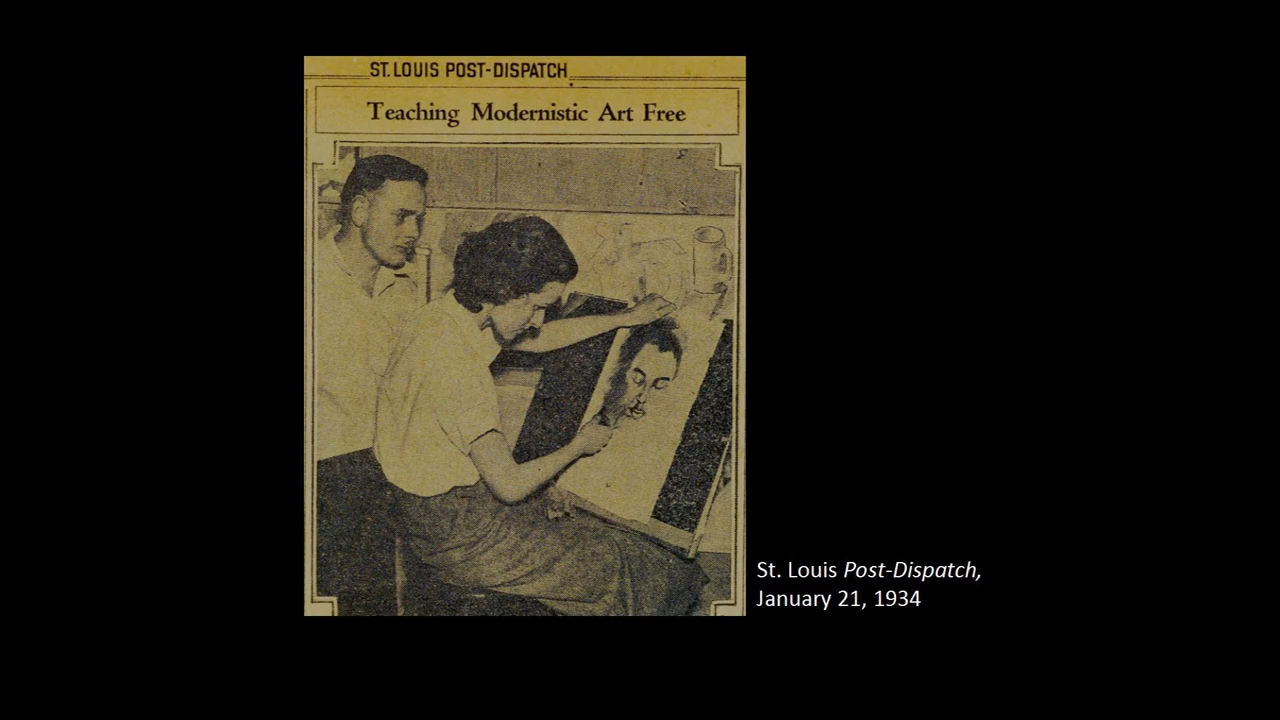 ST. LOUIS POST-DISPATCH
Teaching Modernistic Art Free
St. Louis Post-Dispatch,
January 21, 1934